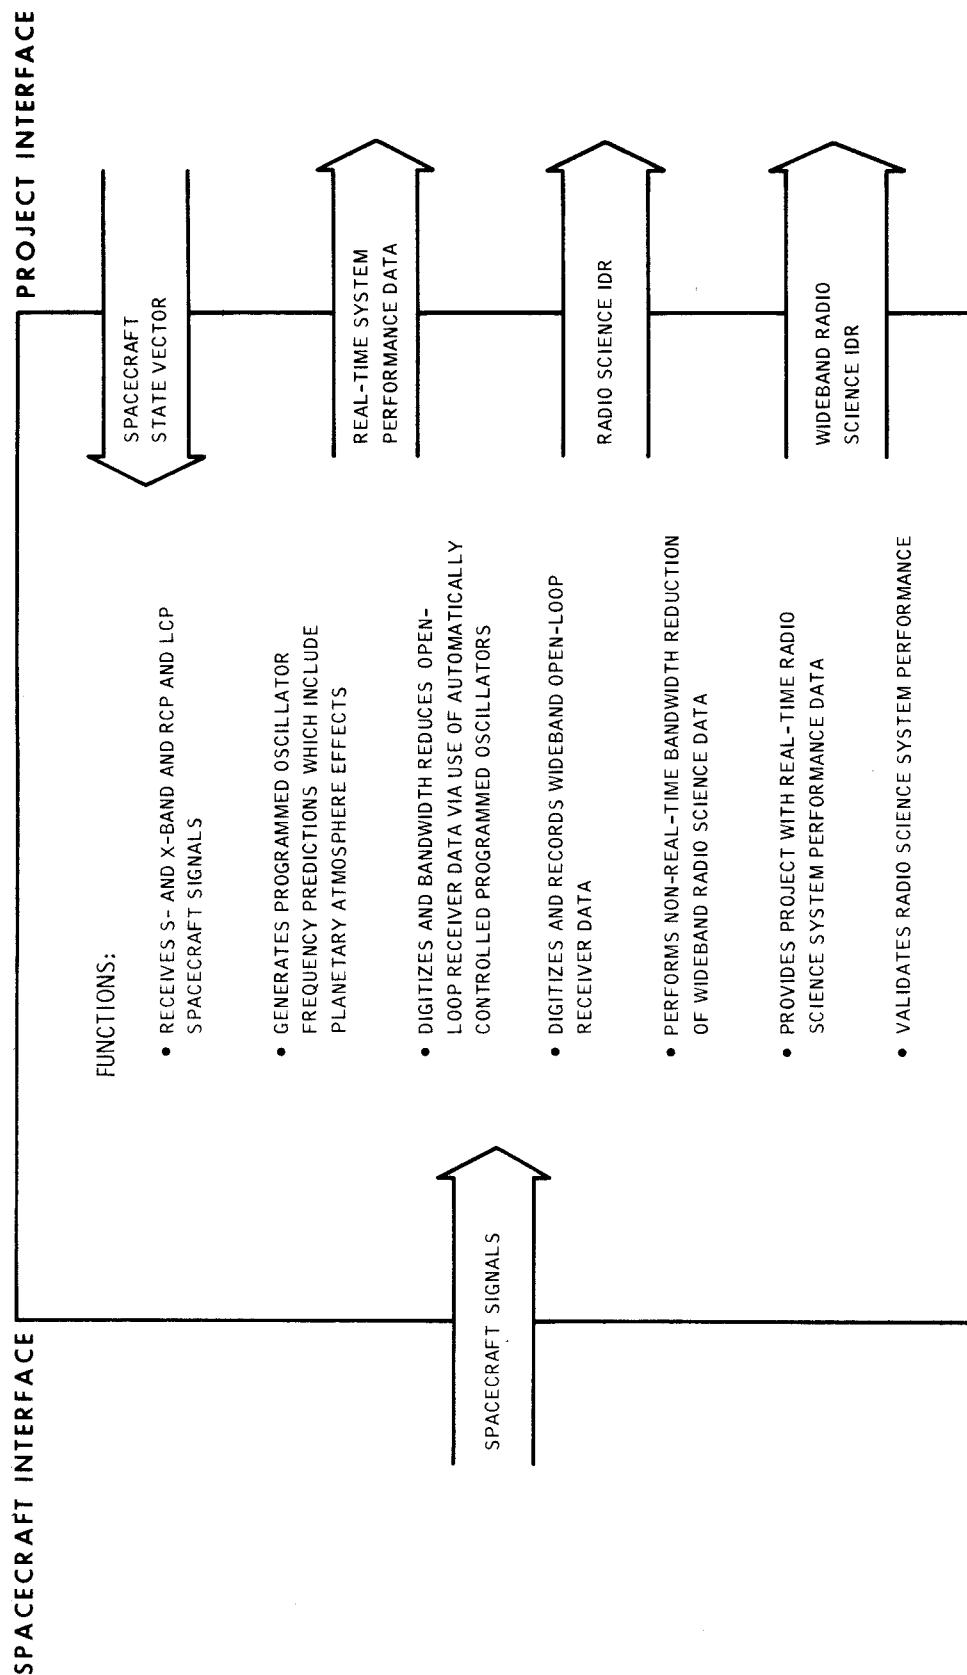 SPACECRAFT INTERFACE
PROJECT INTERFACE
SPACECRAFT SIGNALS
FUNCTIONS:
• RECEIVES S- AND X-BAND AND RCP AND LCP
SPACECRAFT SIGNALS
• GENERATES PROGRAMMED OSCILLATOR
FREQUENCY PREDICTIONS WHICH INCLUDE
PLANETARY ATMOSPHERE EFFECTS
• DIGITIZES AND BANDWIDTH REDUCES OPEN-
LOOP RECEIVER DATA VIA USE OF AUTOMATICALLY
CONTROLLED PROGRAMMED OSCILLATORS
• DIGITIZES AND RECORDS WIDEBAND OPEN-LOOP
RECEIVER DATA
• PERFORMS NON-REAL-TIME BANDWIDTH REDUCTION
OF WIDEBAND RADIO SCIENCE DATA
• PROVIDES PROJECT WITH REAL-TIME RADIO
SCIENCE SYSTEM PERFORMANCE DATA
• VALIDATES RADIO SCIENCE SYSTEM PERFORMANCE
SPACECRAFT
STATE VECTOR
REAL-TIME SYSTEM
PERFORMANCE DATA
RADIO SCIENCE IDR
WIDEBAND RADIO
SCIENCE IDR